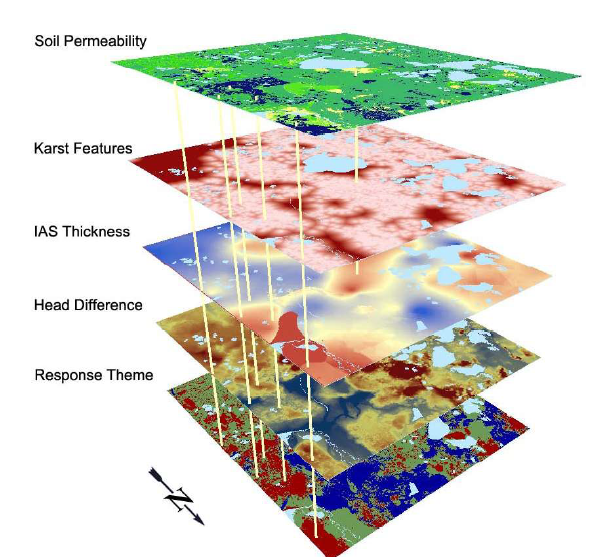 Soil Permeability
Karst Features
IAS Thickness
Head Difference
Response Theme
N